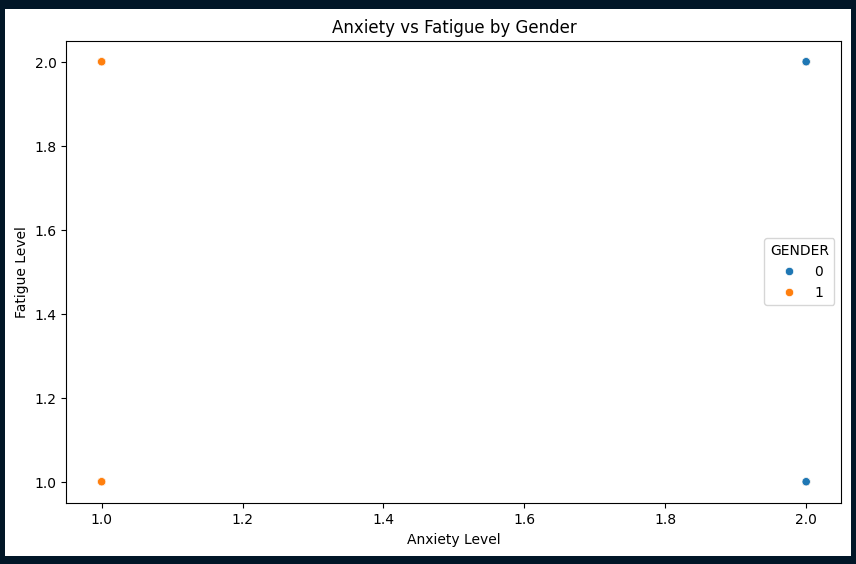 Anxiety vs Fatigue by Gender
2.0
1.8
1.6
1.4
1.2
1.0
Fatigue Level
GENDER
0
1
1.0 1.2 1.4 1.6 1.8 2.0
Anxiety Level